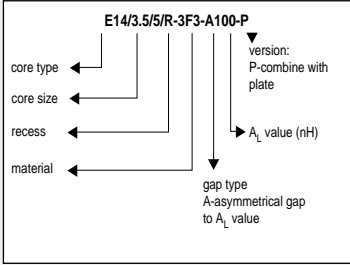 E14/3.5/5/R-3F3-A100-P
version:
P-combine with
plate
core type
core size
recess
A_L value (nH)
material
gap type
A-asymmetrical gap
to A_L value